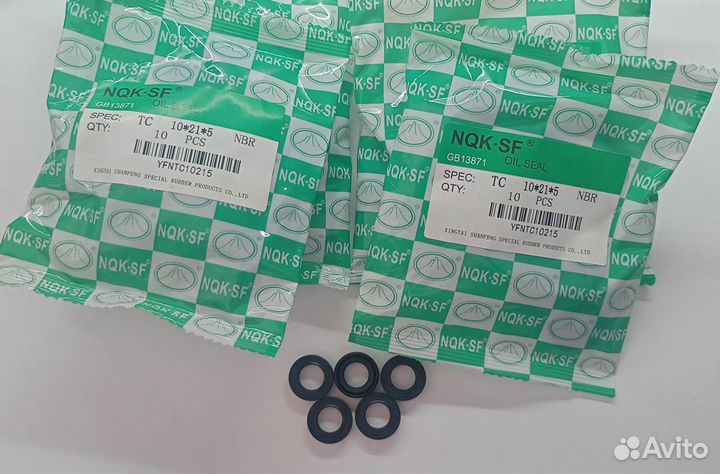 NQK·SF®
GB13871 OIL SEAL
SPEC: TC 10*21*5 NBR
QTY: 10 PCS
YFNTC10215
XINGTAI SHANFENG SPECIAL RUBBER PRODUCTS CO.,LTD
NQK·SF®
GB13871 OIL SEAL
SPEC: TC 10*21*5 NBR
QTY: 10 PCS
YFNTC10215
XINGTAI SHANFENG SPECIAL RUBBER PRODUCTS CO.,LTD
NQK·SF
Avito